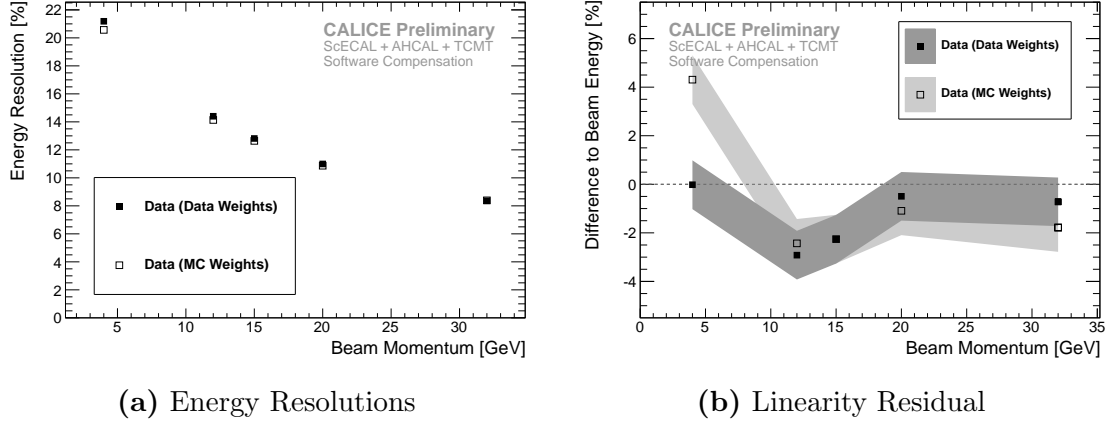 Energy Resolution [%]
22
20
18
16
14
12
10
8
6
4
2
0
CALICE Preliminary
ScECAL + AHCAL + TCMT
Software Compensation
Data (Data Weights)
Data (MC Weights)
5
10
15
20
25
30
Beam Momentum [GeV]
(a) Energy Resolutions
Difference to Beam Energy [%]
6
4
2
0
-2
-4
CALICE Preliminary
ScECAL + AHCAL + TCMT
Software Compensation
Data (Data Weights)
Data (MC Weights)
0
5
10
15
20
25
30
35
Beam Momentum [GeV]
(b) Linearity Residual